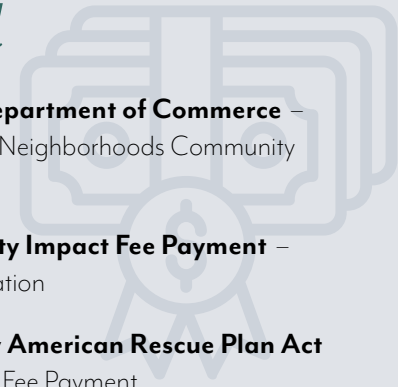 epartment of Commerce –
Neighborhoods Community
ty Impact Fee Payment –
ation
American Rescue Plan Act
Fee Payment